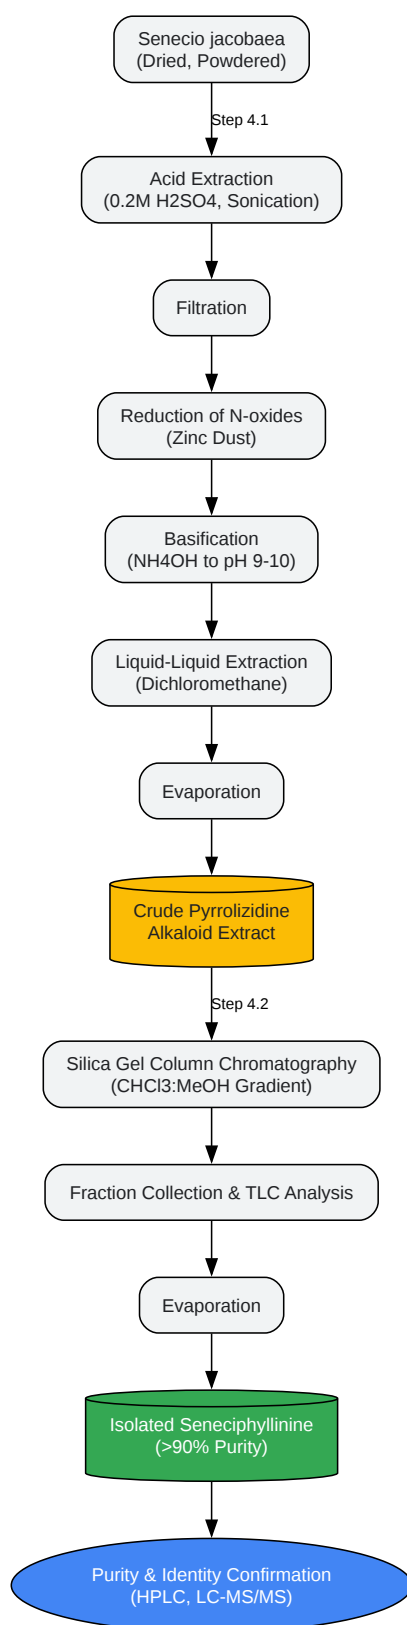 Senecio jacobaea
(Dried, Powdered)
Step 4.1
Acid Extraction
(0.2M H2SO4, Sonication)
Filtration
Reduction of N-oxides
(Zinc Dust)
Basification
(NH4OH to pH 9-10)
Liquid-Liquid Extraction
(Dichloromethane)
Evaporation
Crude Pyrrolizidine
Alkaloid Extract
Step 4.2
Silica Gel Column Chromatography
(CHCl3:MeOH Gradient)
Fraction Collection & TLC Analysis
Evaporation
Isolated Seneciphyllinine
(>90% Purity)
Purity & Identity Confirmation
(HPLC, LC-MS/MS)